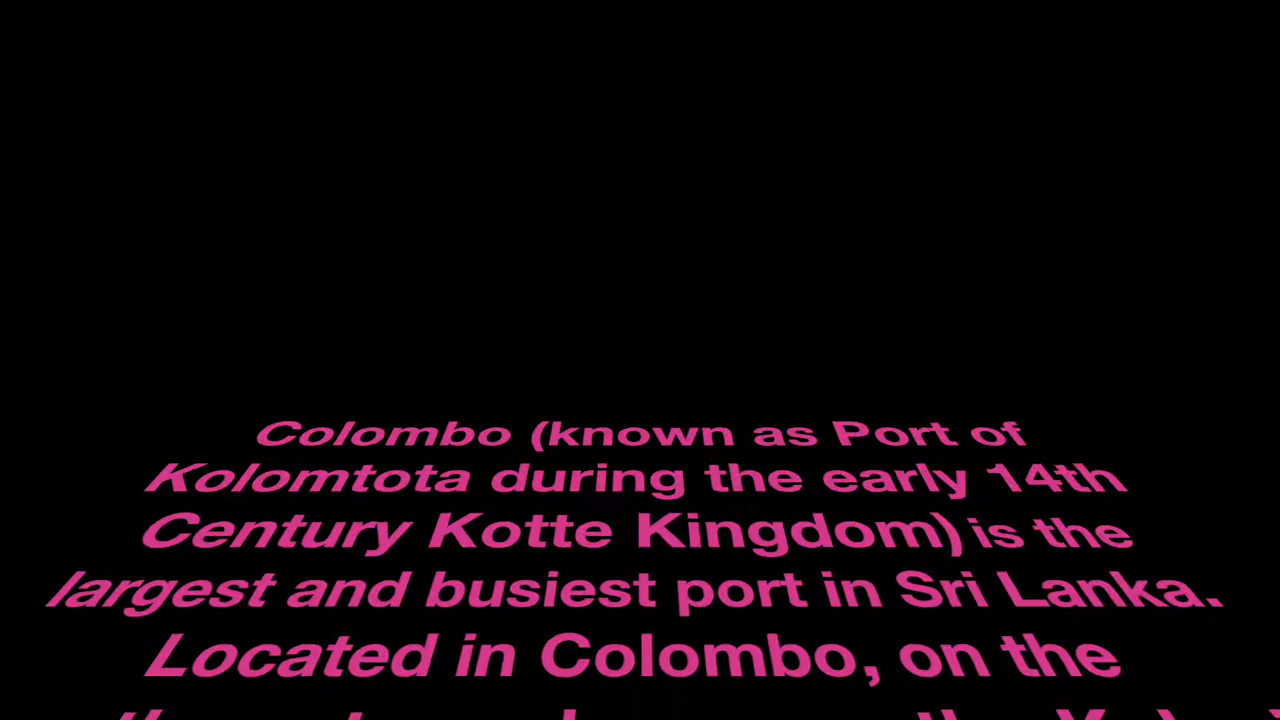 Colombo (known as Port of
Kolomtota during the early 14th
Century Kotte Kingdom) is the
largest and busiest port in Sri Lanka.
Located in Colombo, on the